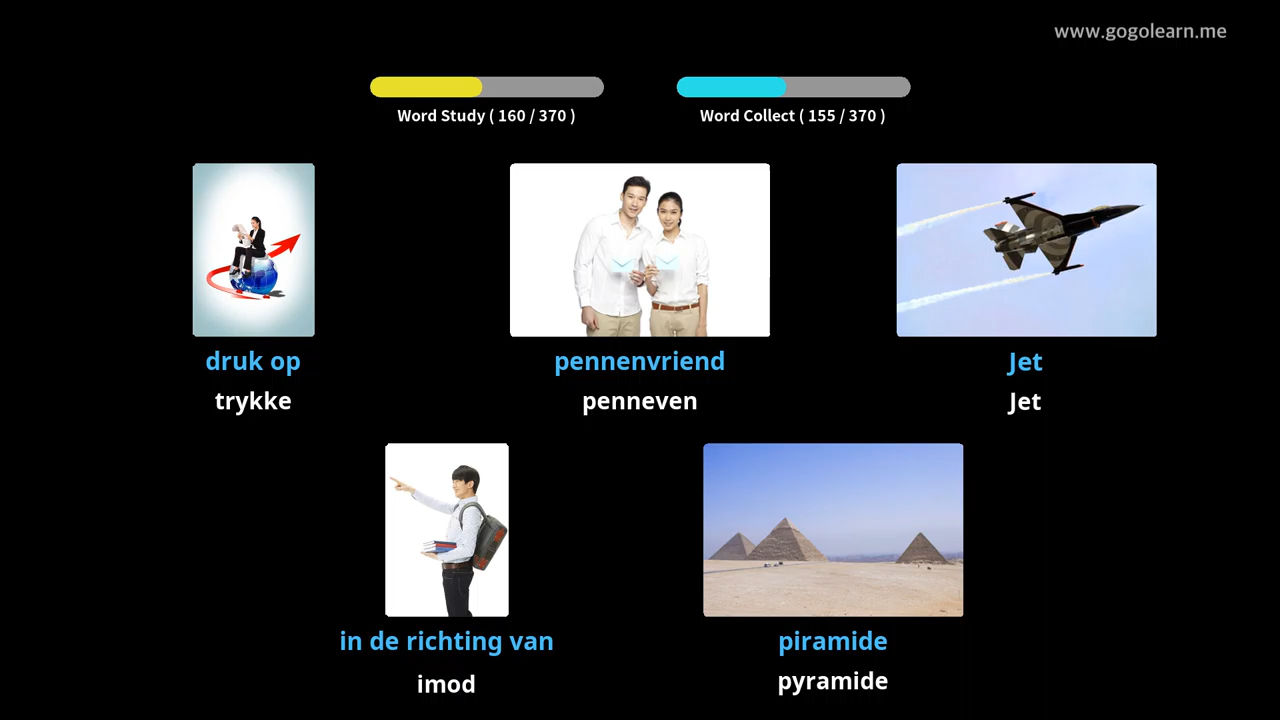 www.gogolearn.me
Word Study ( 160 / 370 )
Word Collect ( 155 / 370 )
druk op
trykke
pennenvriend
penneven
Jet
Jet
in de richting van
imod
piramide
pyramide